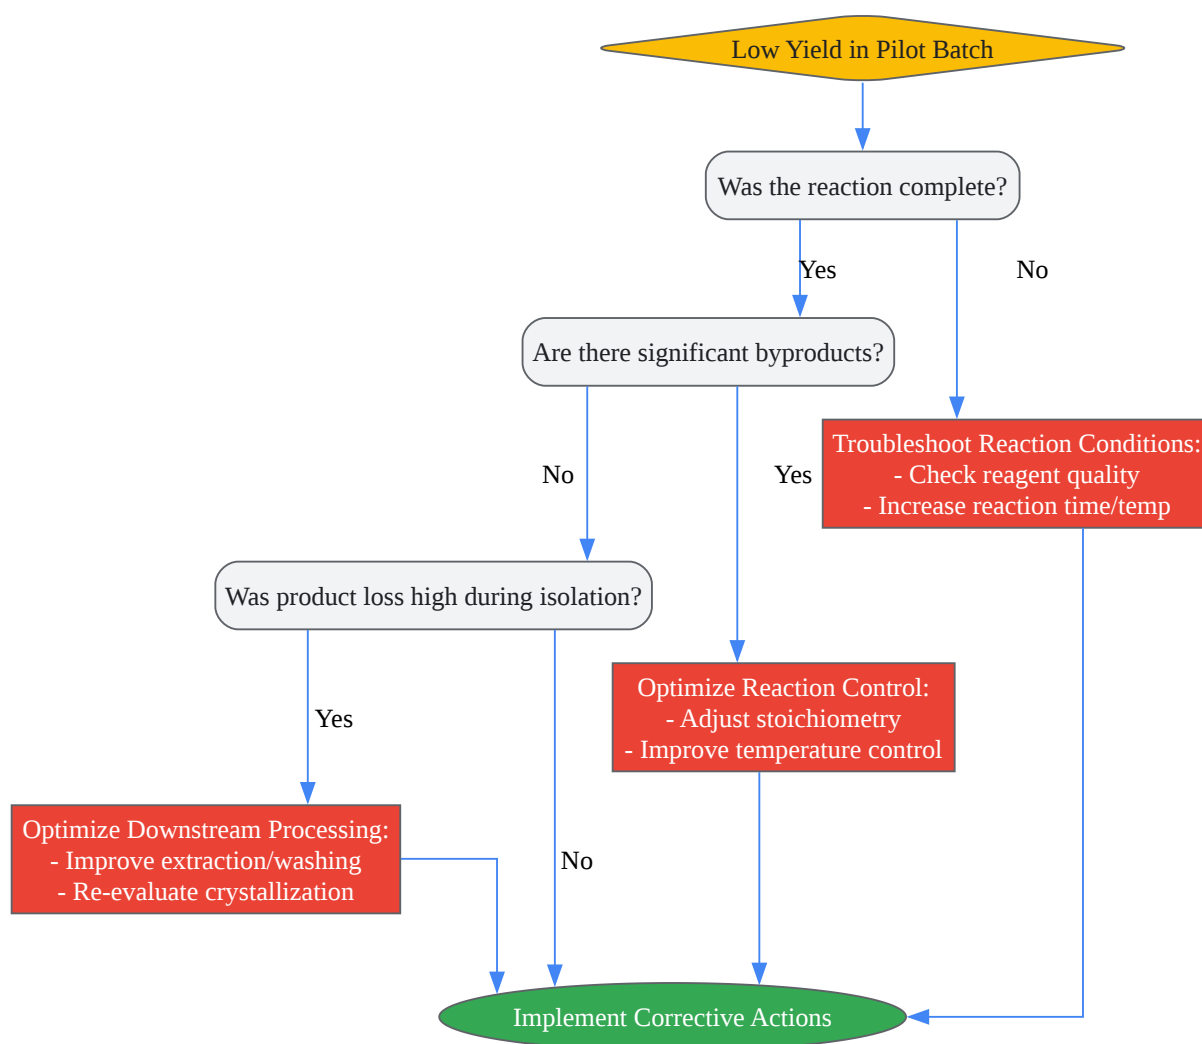 Low Yield in Pilot Batch
Was the reaction complete?
Yes
No
Are there significant byproducts?
Troubleshoot Reaction Conditions:
- Check reagent quality
- Increase reaction time/temp
No
Yes
Was product loss high during isolation?
Optimize Reaction Control:
- Adjust stoichiometry
- Improve temperature control
Yes
Optimize Downstream Processing:
- Improve extraction/washing
- Re-evaluate crystallization
No
Implement Corrective Actions